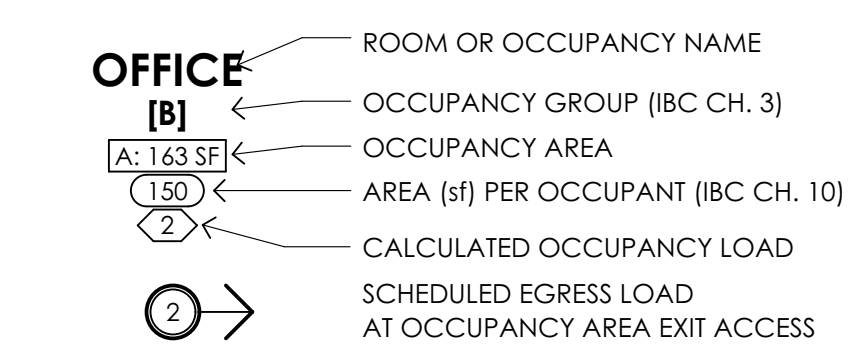 OFFICE
ROOM OR OCCUPANCY NAME
[B]
OCCUPANCY GROUP (IBC CH. 3)
A: 163 SF
OCCUPANCY AREA
150
AREA (sf) PER OCCUPANT (IBC CH. 10)
2
CALCULATED OCCUPANCY LOAD
2
SCHEDULED EGRESS LOAD
AT OCCUPANCY AREA EXIT ACCESS